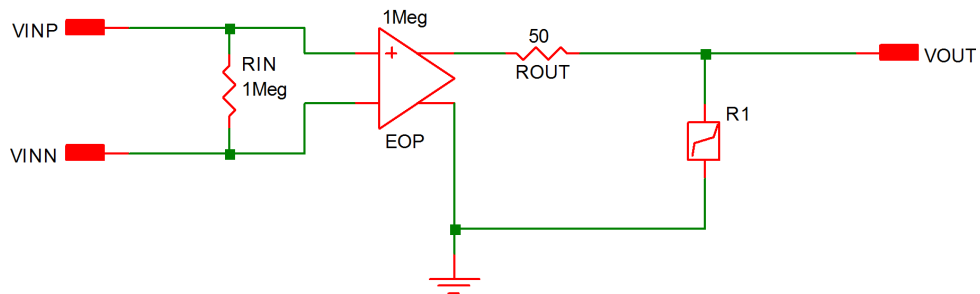 1Meg
VINP
50
VOUT
RIN
ROUT
1Meg
R1
EOP
VINN